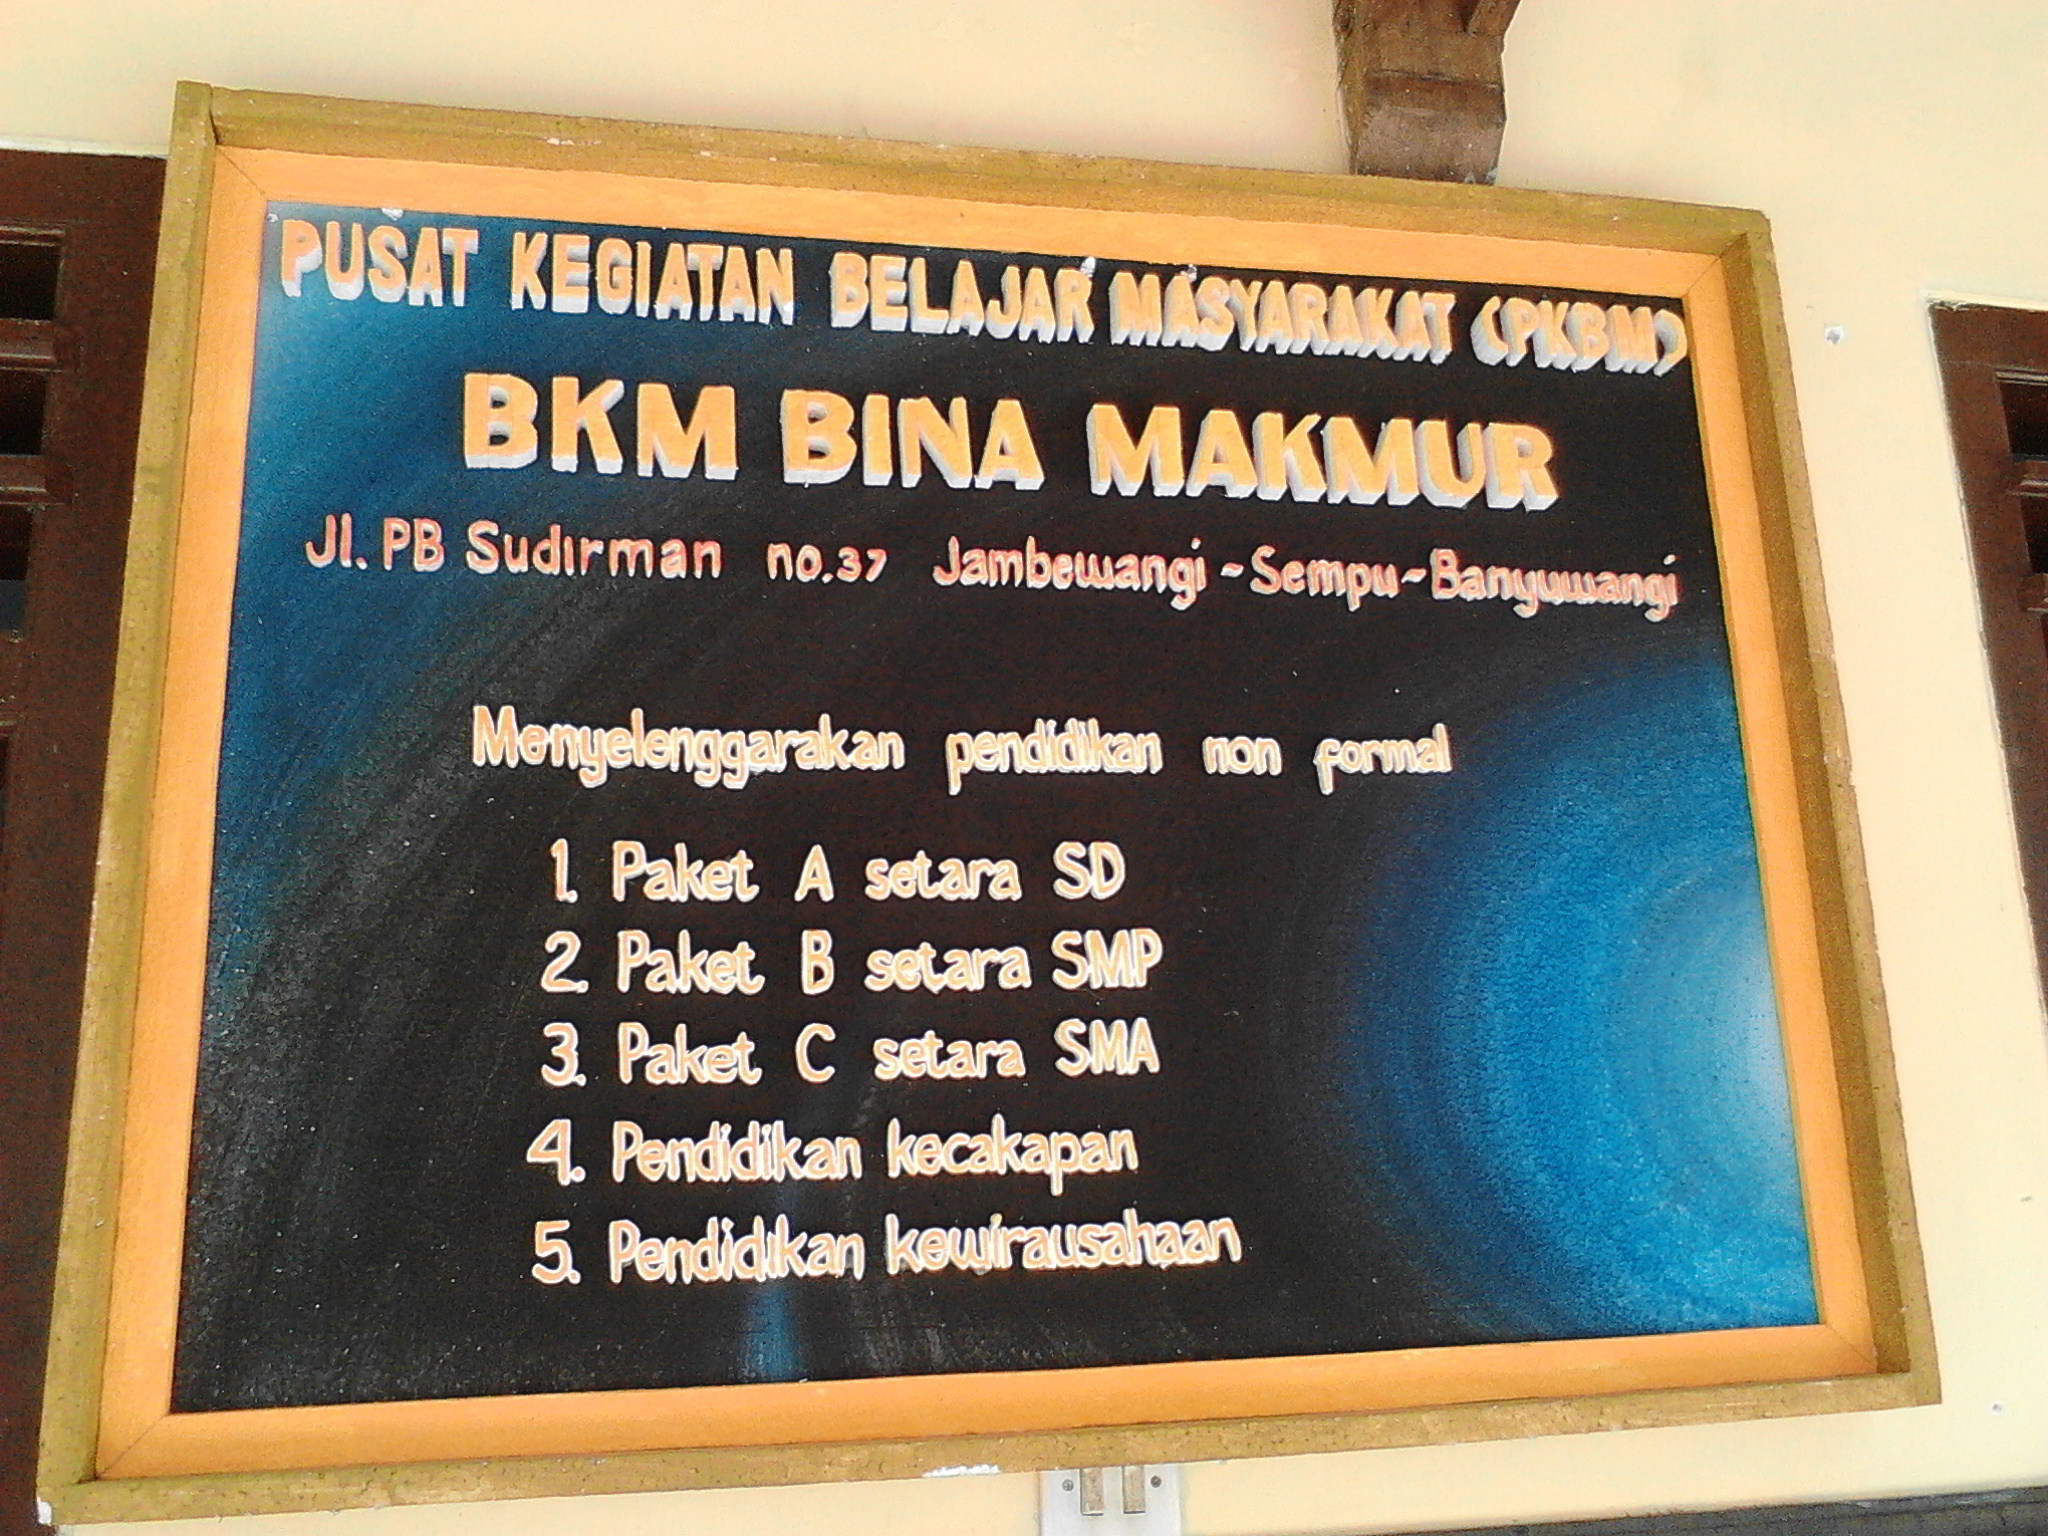 PUSAT KEGIATAN BELAJAR MASYARAKAT (PKBM)
BKM BINA MAKMUR
Jl. PB Sudirman no.37 Jambewangi - Sempu - Banyuwangi
Menyelenggarakan pendidikan non formal
1. Paket A setara SD
2. Paket B setara SMP
3. Paket C setara SMA
4. Pendidikan kecakapan
5. Pendidikan kewirausahaan